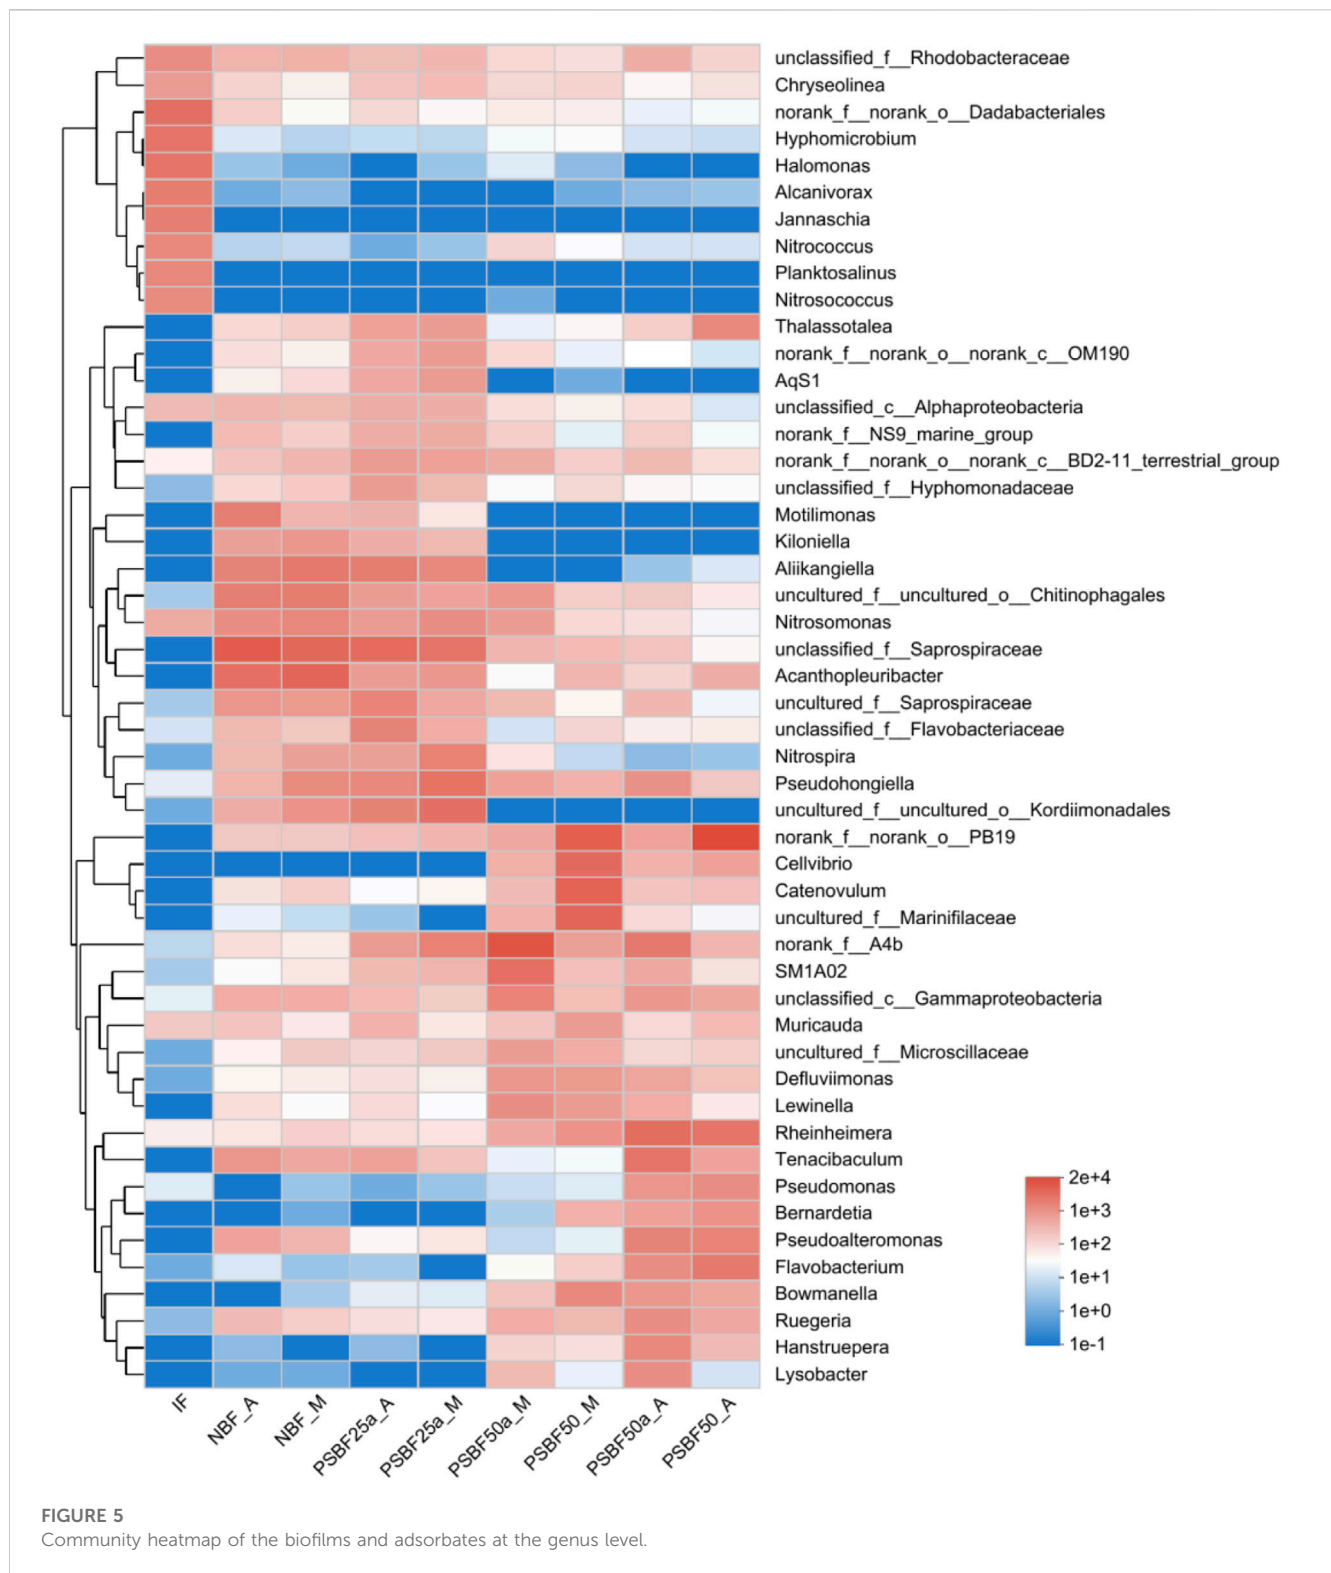 unclassified_f__Rhodobacteraceae
Chryseolinea
norank_f__norank_o__Dadabacteriales
Hyphomicrobium
Halomonas
Alcanivorax
Jannaschia
Nitrococcus
Planktosalinus
Nitrosococcus
Thalassotalea
norank_f__norank_o__norank_c__OM190
AqS1
unclassified_c__Alphaproteobacteria
norank_f__NS9_marine_group
norank_f__norank_o__norank_c__BD2-11_terrestrial_group
unclassified_f__Hyphomonadaceae
Motilimonas
Kiloniella
Aliikangiella
uncultured_f__uncultured_o__Chitinophagales
Nitrosomonas
unclassified_f__Saprospiraceae
Acanthopleuribacter
uncultured_f__Saprospiraceae
unclassified_f__Flavobacteriaceae
Nitrospira
Pseudohongiella
uncultured_f__uncultured_o__Kordiimonadales
norank_f__norank_o__PB19
Cellvibrio
Catenovulum
uncultured_f__Marinifilaceae
norank_f__A4b
SM1A02
unclassified_c__Gammaproteobacteria
Muricauda
uncultured_f__Microscillaceae
Defluviimonas
Lewinella
Rheinheimera
Tenacibaculum
Pseudomonas
Bernardetia
Pseudoalteromonas
Flavobacterium
Bowmanella
Ruegeria
Hanstruepera
Lysobacter
2e+4
1e+3
1e+2
1e+1
1e+0
1e-1
IF
NBF_A
NBF_M
PSBF25a_A
PSBF25a_M
PSBF50a_M
PSBF50_M
PSBF50a_A
PSBF50_A
FIGURE 5
Community heatmap of the biofilms and adsorbates at the genus level.